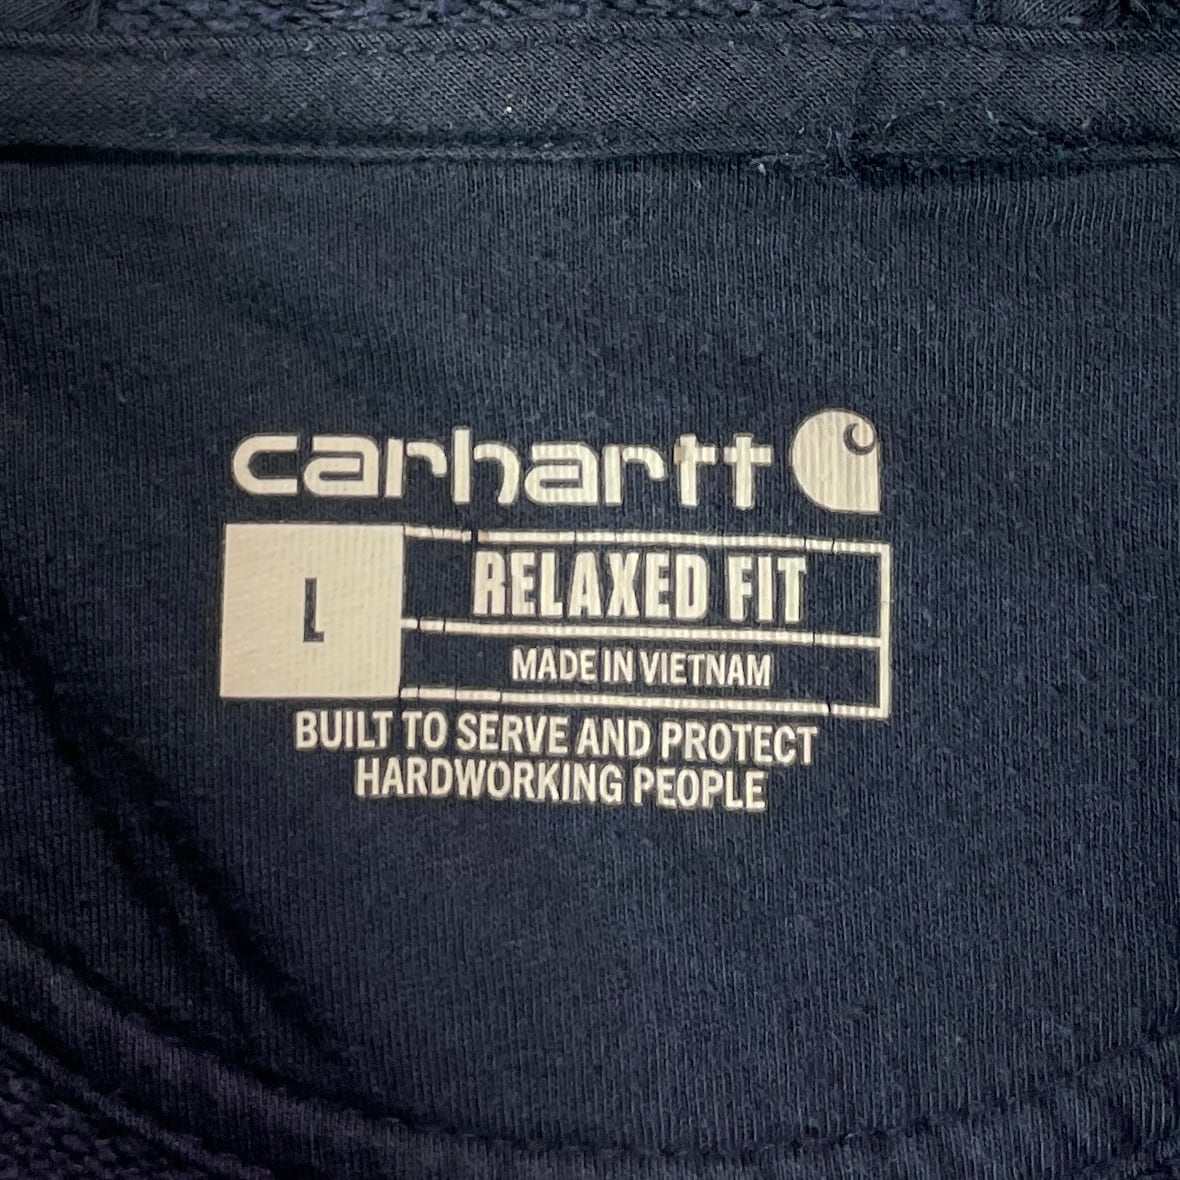 carhartt
L
RELAXED FIT
MADE IN VIETNAM
BUILT TO SERVE AND PROTECT
HARDWORKING PEOPLE